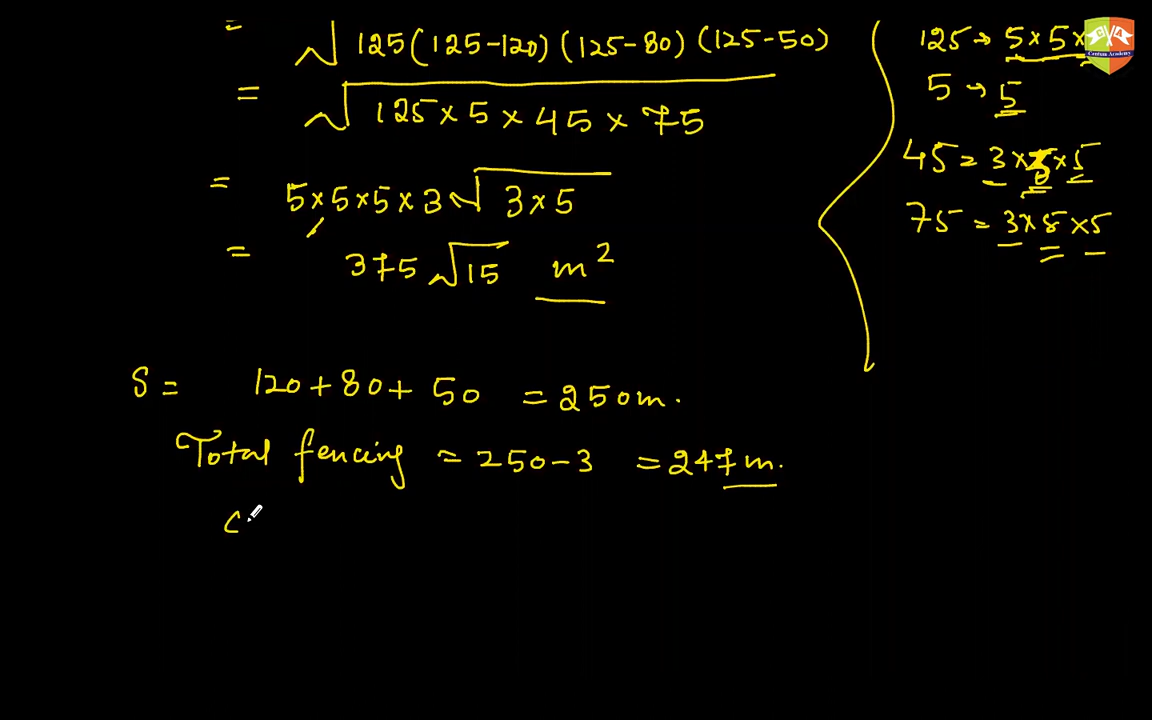 =
√125(125-120) (125-80) (125-50)
= √125 × 5 × 45 × 75
= 5×5×5×3√3×5
= 375√15 m²
S = 120+80+50 = 250m.
Total fencing = 250-3 = 247m.
C
125→ 5×5×
5 → 5
45 = 3×5×5
75 = 3×5×5
Centum Academy